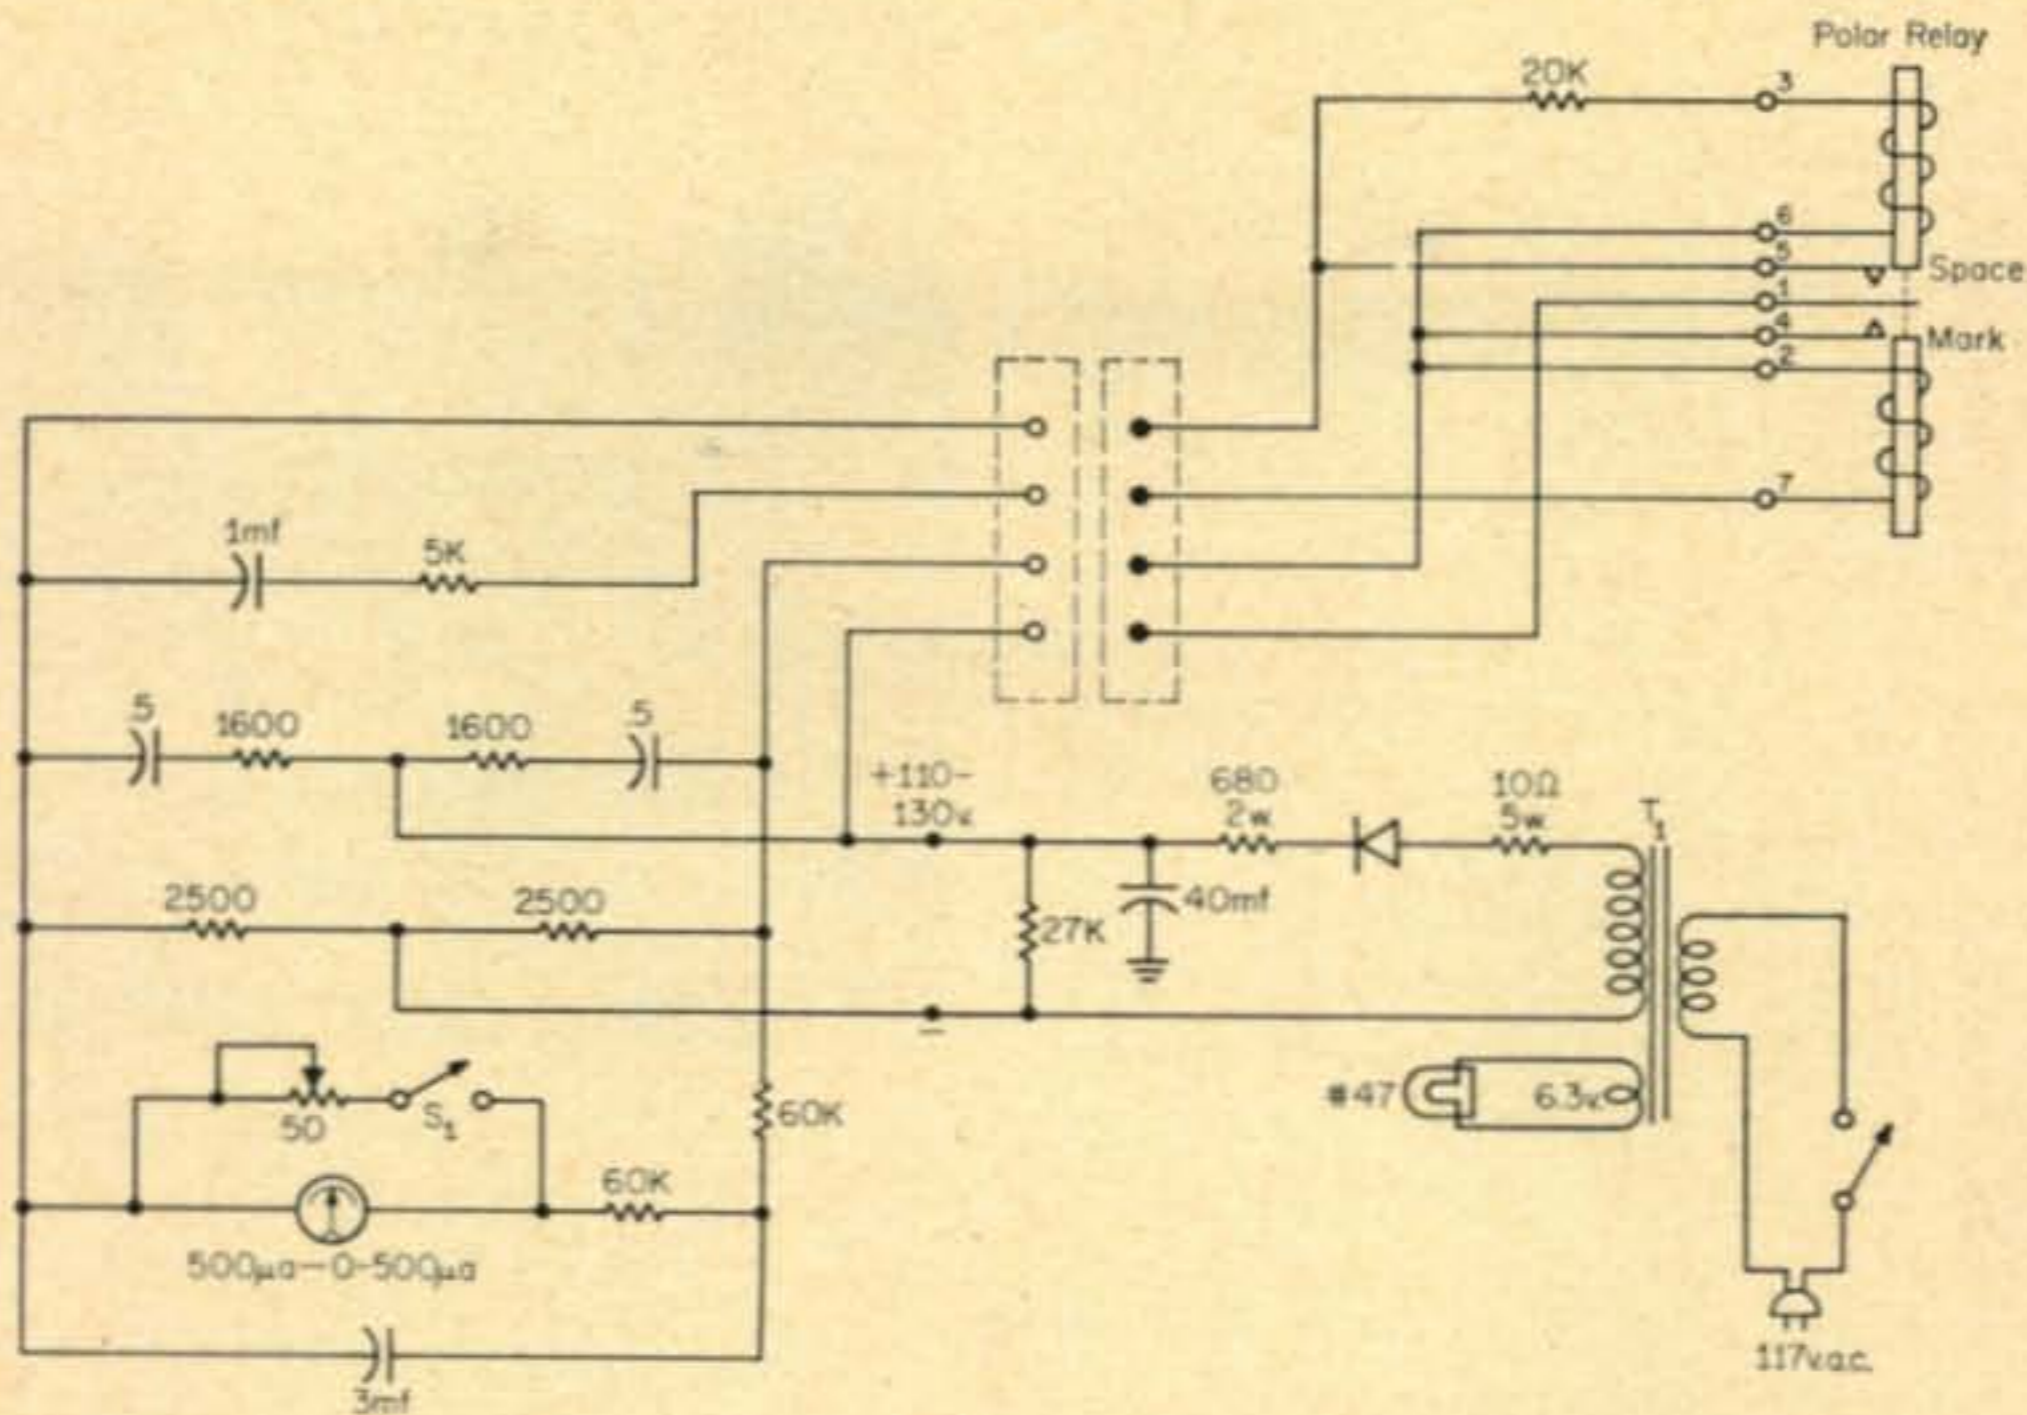 Polar Relay
20K
3
6
5
Space
1
4
Mark
2
7
1mf
5K
.5
1600
1600
.5
+110-
130v.
680
2w
10Ω
5w
T1
2500
2500
27K
40mf
50
S1
60K
#47
6.3v.
60K
500μa-0-500μa
117v.a.c.
3mf